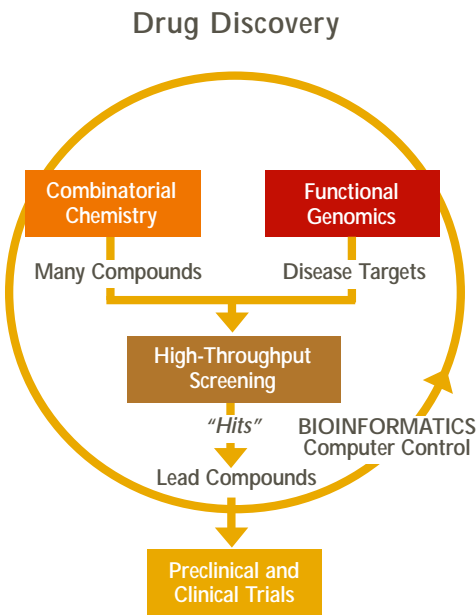 Drug Discovery
Combinatorial
Chemistry
Functional
Genomics
Many Compounds
Disease Targets
High-Throughput
Screening
“Hits”
BIOINFORMATICS
Computer Control
Lead Compounds
Preclinical and
Clinical Trials